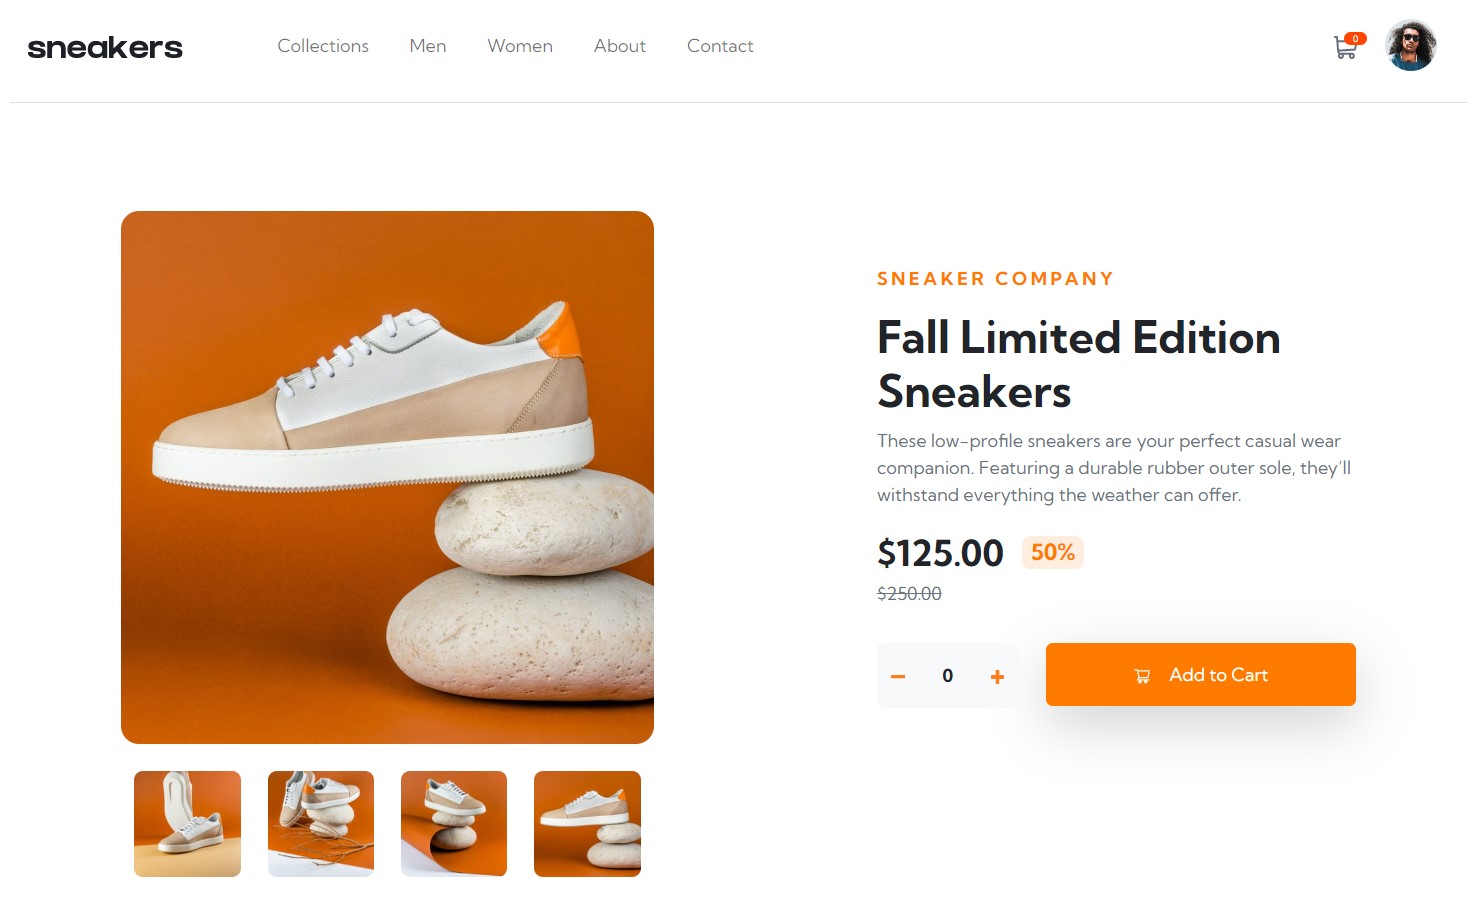 sneakers
Collections Men Women About Contact
0
SNEAKER COMPANY
Fall Limited Edition
Sneakers
These low-profile sneakers are your perfect casual wear
companion. Featuring a durable rubber outer sole, they'll
withstand everything the weather can offer.
$125.00 50%
$250.00
0
Add to Cart